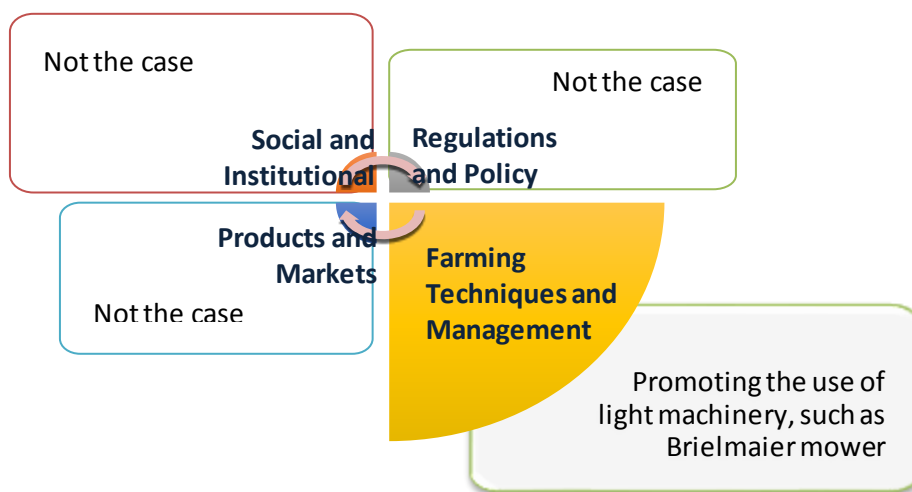 Not the case
Not the case
Social and
Institutional
Regulations
and Policy
Products and
Markets
Not the case
Farming
Techniques and
Management
Promoting the use of
light machinery, such as
Brielmaier mower